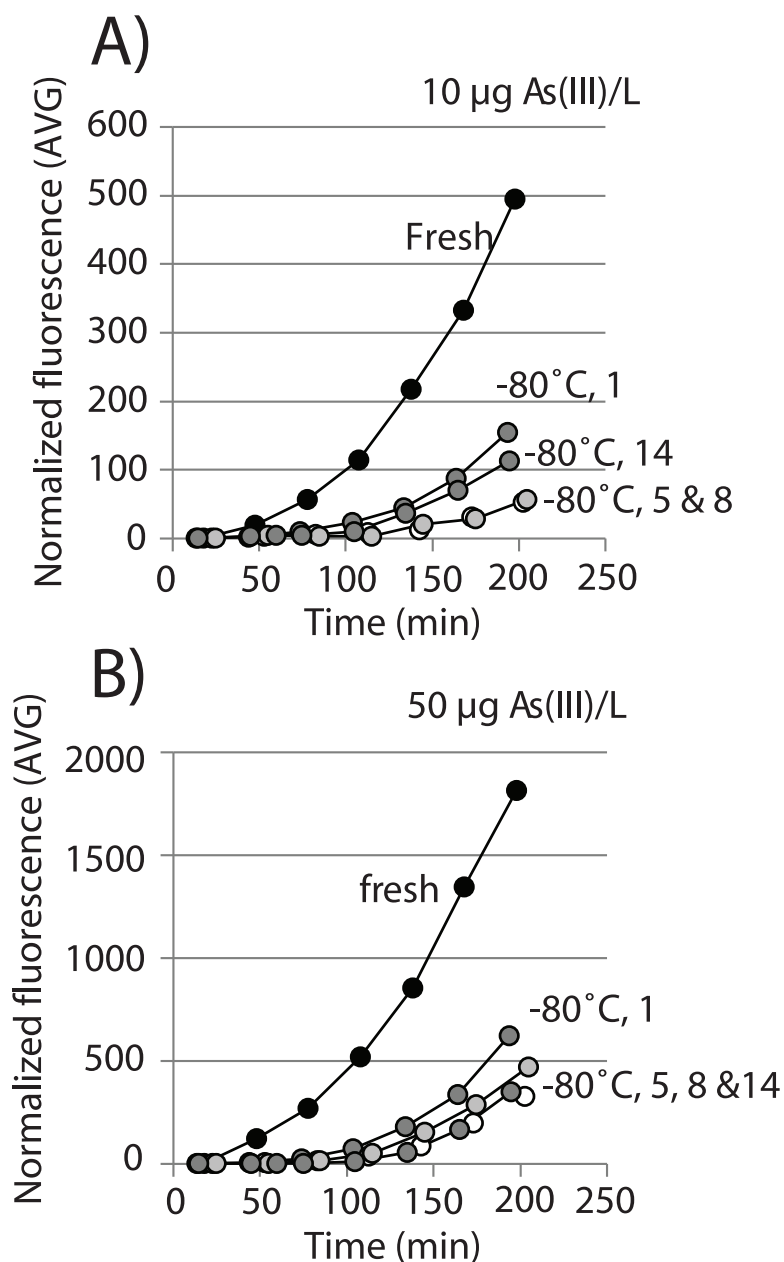 A)
10 µg As(III)/L
Normalized fluorescence (AVG)
600
500
400
300
200
100
0
Fresh
-80˚C, 1
-80˚C, 14
-80˚C, 5 & 8
0 50 100 150 200 250
Time (min)
B)
50 µg As(III)/L
Normalized fluorescence (AVG)
2000
1500
1000
500
0
fresh
-80˚C, 1
-80˚C, 5, 8 &14
0 50 100 150 200 250
Time (min)